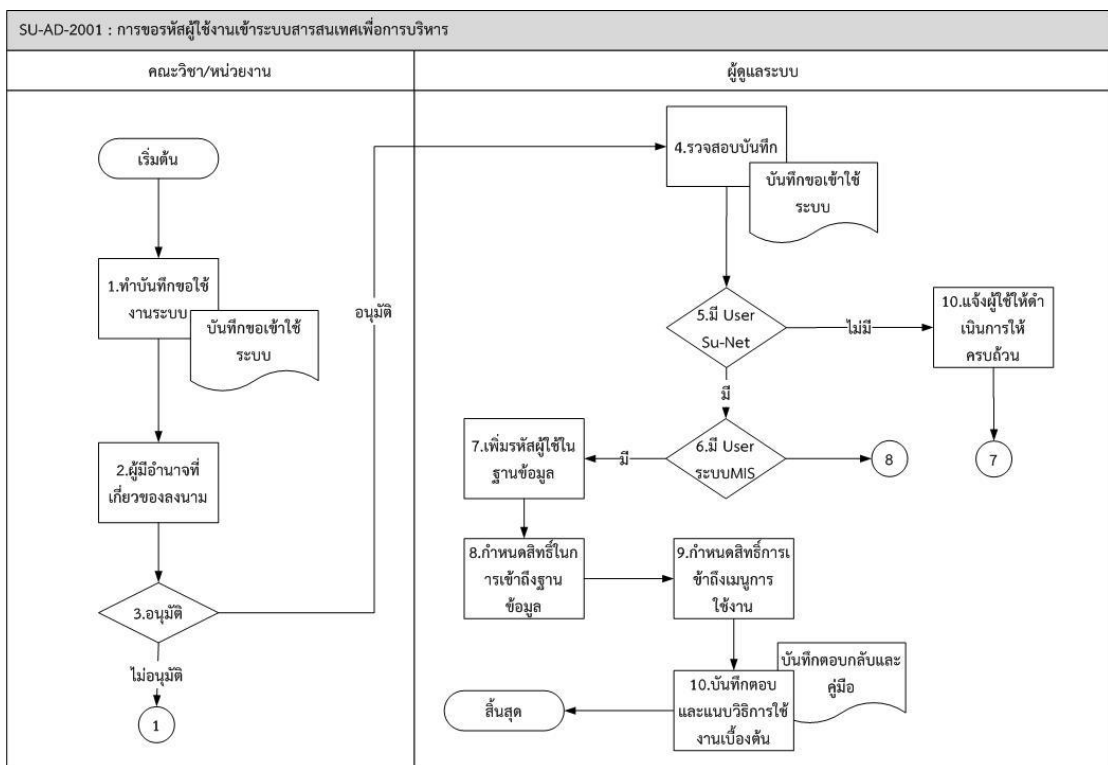 SU-AD-2001 : การขอรหัสผู้ใช้งานเข้าระบบสารสนเทศเพื่อการบริหาร
คณะวิชา/หน่วยงาน
ผู้ดูแลระบบ
เริ่มต้น
1.ทำบันทึกขอใช้
งานระบบ
บันทึกขอเข้าใช้
ระบบ
2.ผู้มีอำนาจที่
เกี่ยวของลงนาม
3.อนุมัติ
ไม่อนุมัติ
1
อนุมัติ
4.รวจสอบบันทึก
บันทึกขอเข้าใช้
ระบบ
5.มี User
Su-Net
ไม่มี
10.แจ้งผู้ใช้ให้ดำ
เนินการให้
ครบถ้วน
7
มี
6.มี User
ระบบMIS
8
มี
7.เพิ่มรหัสผู้ใช้ใน
ฐานข้อมูล
8.กำหนดสิทธิ์ในก
ารเข้าถึงฐาน
ข้อมูล
9.กำหนดสิทธิ์การเ
ข้าถึงเมนูการ
ใช้งาน
บันทึกตอบกลับและ
คู่มือ
10.บันทึกตอบ
และแนบวิธีการใช้
งานเบื้องต้น
สิ้นสุด